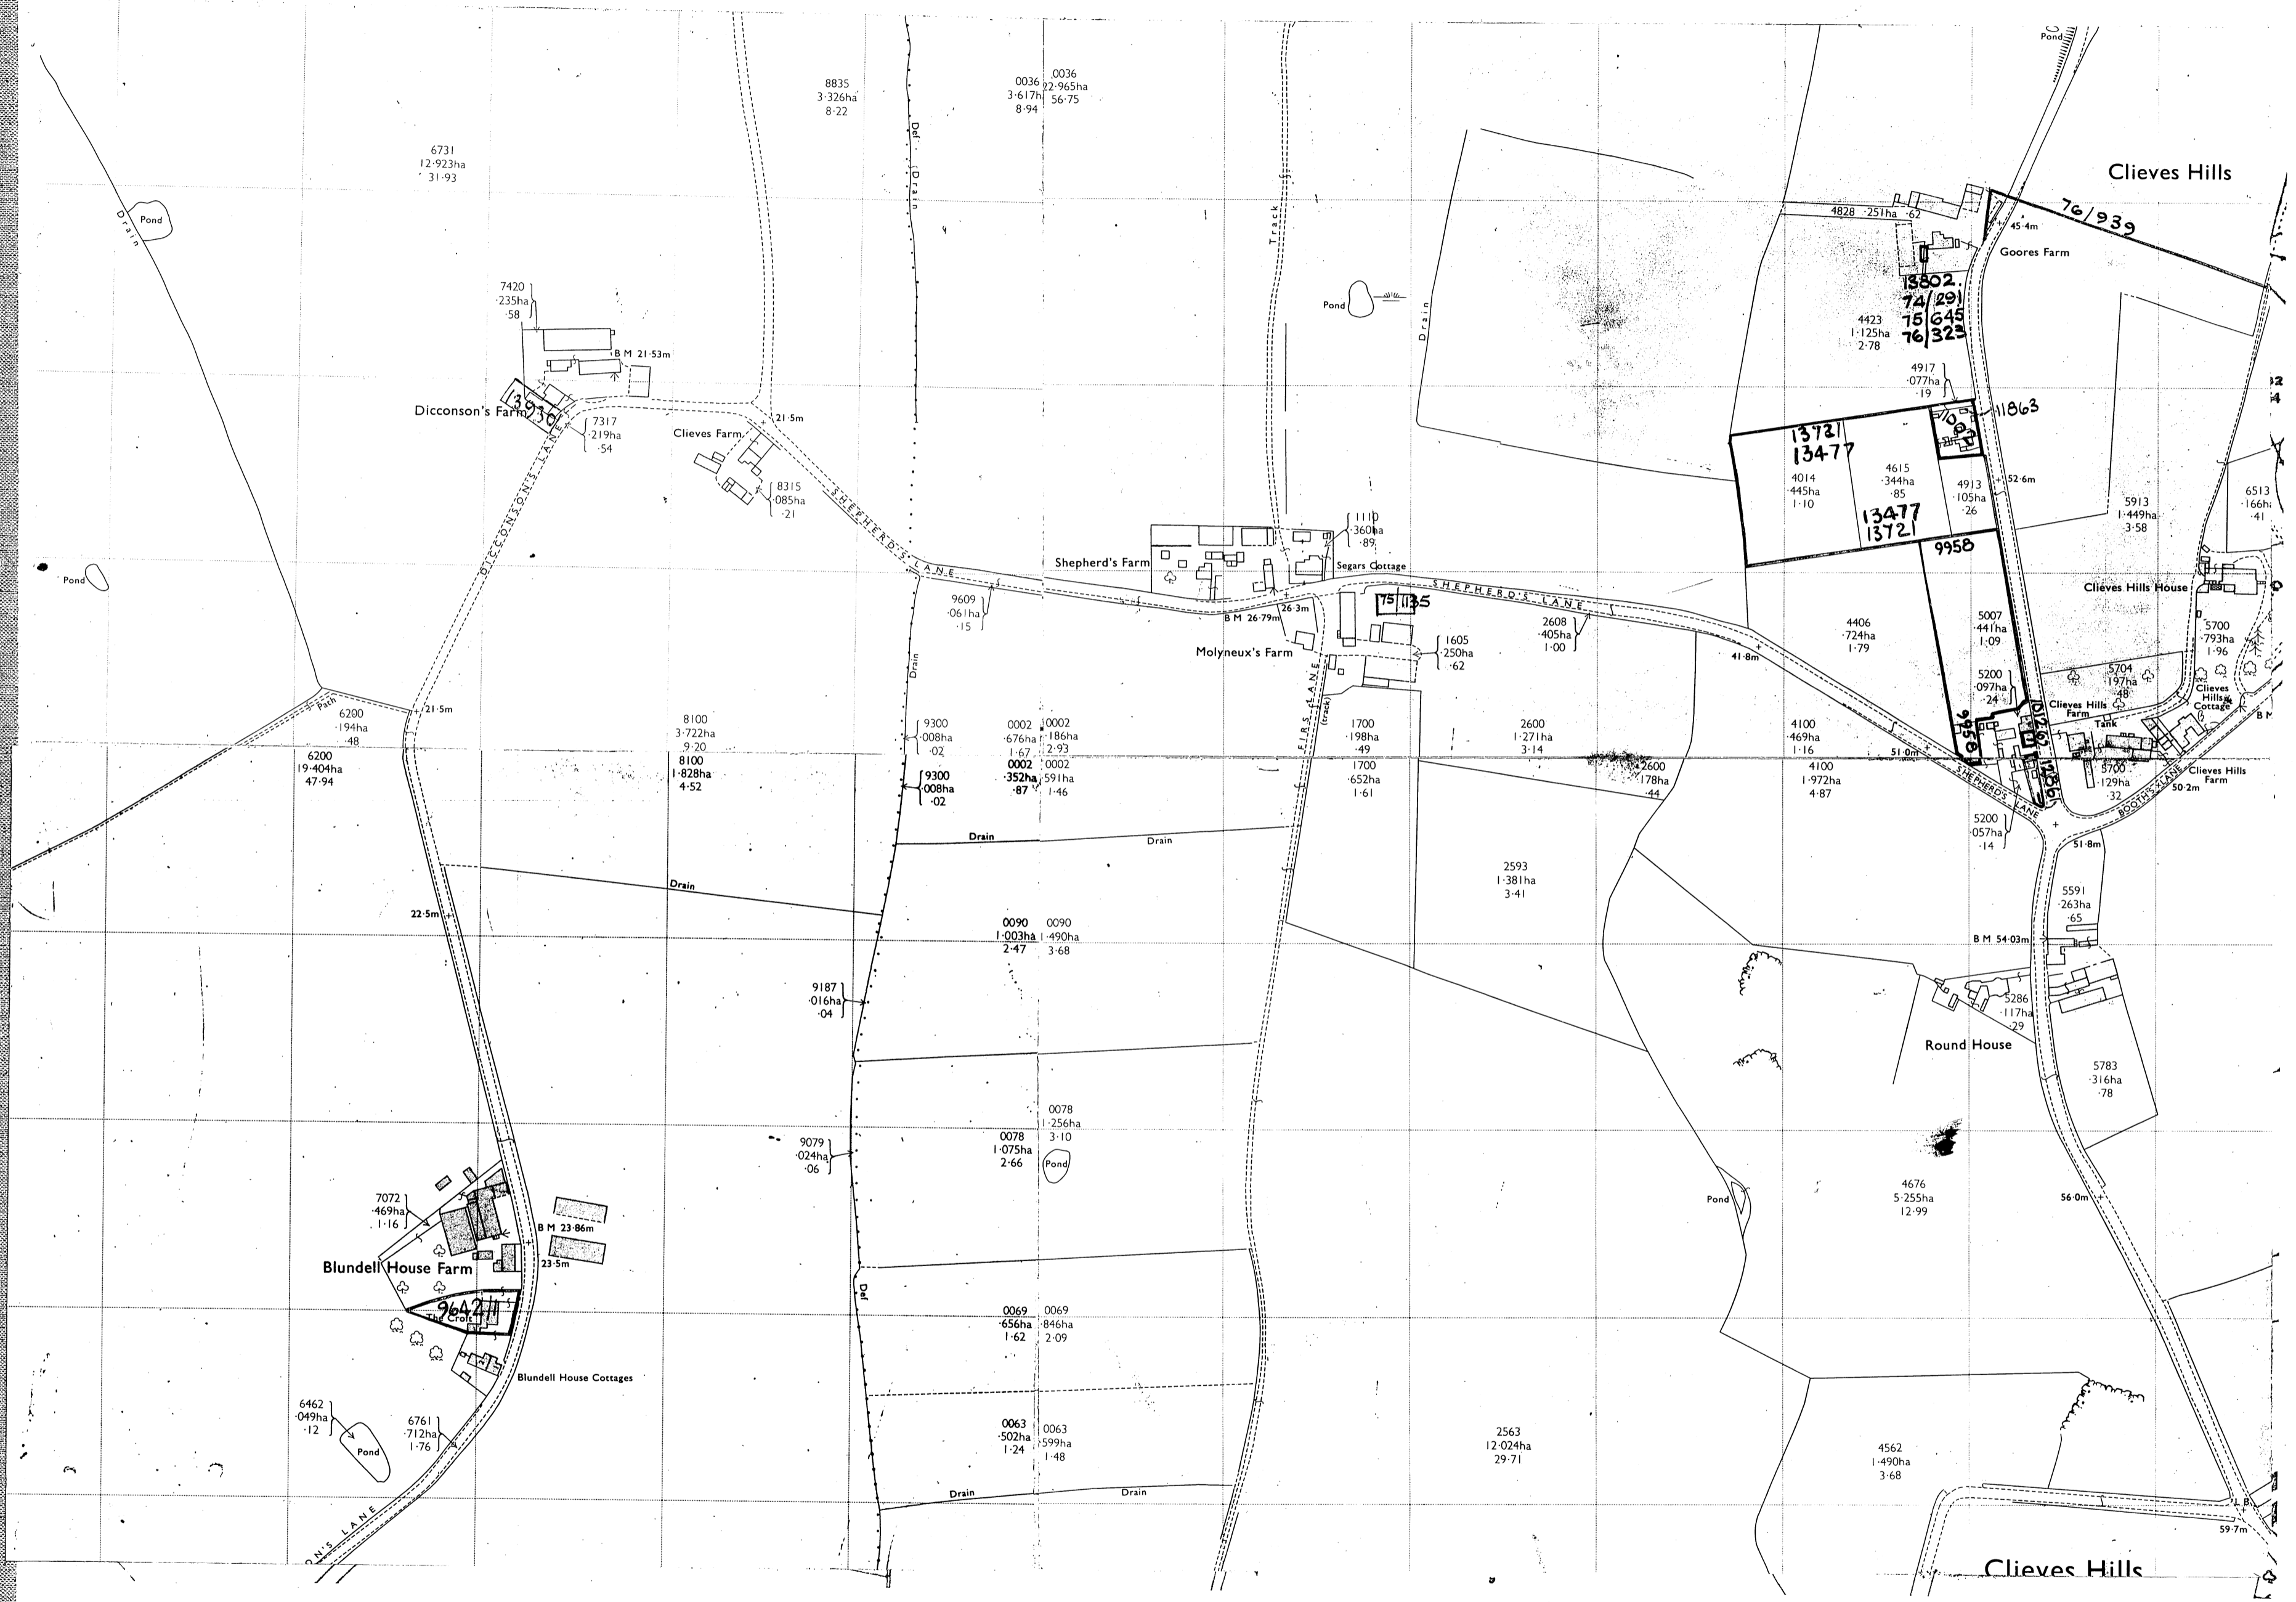 Pond
8835
3·326ha
8·22
0036
3·617h
8·94
0036
22·965ha
56·75
Def
Drain
6731
12·923ha
31·93
Clieves Hills
Drain
Pond
Track
4828 ·251ha ·62
76/939
45·4m
Goores Farm
13802
74/291
75/645
76/323
4423
1·125ha
2·78
7420
·235ha
·58
Pond
Drain
B M 21·53m
4917
·077ha
·19
11863
Dicconson's Farm
13930
7317
·219ha
·54
Clieves Farm
21·5m
13721
13477
4014
·445ha
1·10
4615
·344ha
·85
4913
·105ha
·26
52·6m
13477
13721
8315
·085ha
·21
5913
1·449ha
3·58
6513
·166h
·41
DICCONSON'S LANE
SHEPHERD'S LANE
1110
·360ha
·89
9958
Shepherd's Farm
Segars Cottage
SHEPHERD'S LANE
Clieves Hills House
Pond
9609
·061ha
·15
26·3m
B M 26·79m
75/1135
2608
·405ha
1·00
4406
·724ha
1·79
5007
·441ha
1·09
5700
·793ha
1·96
Molyneux's Farm
1605
·250ha
·62
41·8m
Drain
FIRS LANE
(track)
5200
·097ha
·24
5704
·197ha
·48
Clieves
Hills
Cottage
Clieves Hills
Farm
Tank
B M
Path
6200
·194ha
·48
21·5m
8100
3·722ha
9·20
9300
·008ha
·02
0002
·676ha
1·67
0002
1·186ha
2·93
1700
·198ha
·49
2600
1·271ha
3·14
4100
·469ha
1·16
51·0m
9958
6200
19·404ha
47·94
8100
1·828ha
4·52
9300
·008ha
·02
0002
·352ha
·87
0002
·591ha
1·46
1700
·652ha
1·61
2600
·178ha
·44
4100
1·972ha
4·87
SHEPHERD'S LANE
5700
·129ha
·32
Clieves Hills
Farm
50·2m
BOOTH'S LANE
5200
·057ha
·14
51·8m
Drain
Drain
Drain
2593
1·381ha
3·41
22·5m
5591
·263ha
·65
0090
1·003ha
2·47
0090
1·490ha
3·68
B M 54·03m
9187
·016ha
·04
5286
·117ha
·29
Round House
5783
·316ha
·78
9079
·024ha
·06
0078
1·256ha
3·10
0078
1·075ha
2·66
Pond
7072
·469ha
1·16
B M 23·86m
Pond
4676
5·255ha
12·99
56·0m
Blundell House Farm
23·5m
Def
9642
The Croft
0069
·656ha
1·62
0069
·846ha
2·09
Blundell House Cottages
6462
·049ha
·12
6761
·712ha
1·76
Pond
0063
·502ha
1·24
0063
·599ha
1·48
2563
12·024ha
29·71
4562
1·490ha
3·68
Drain
Drain
ON'S LANE
L B
59·7m
Clieves Hills